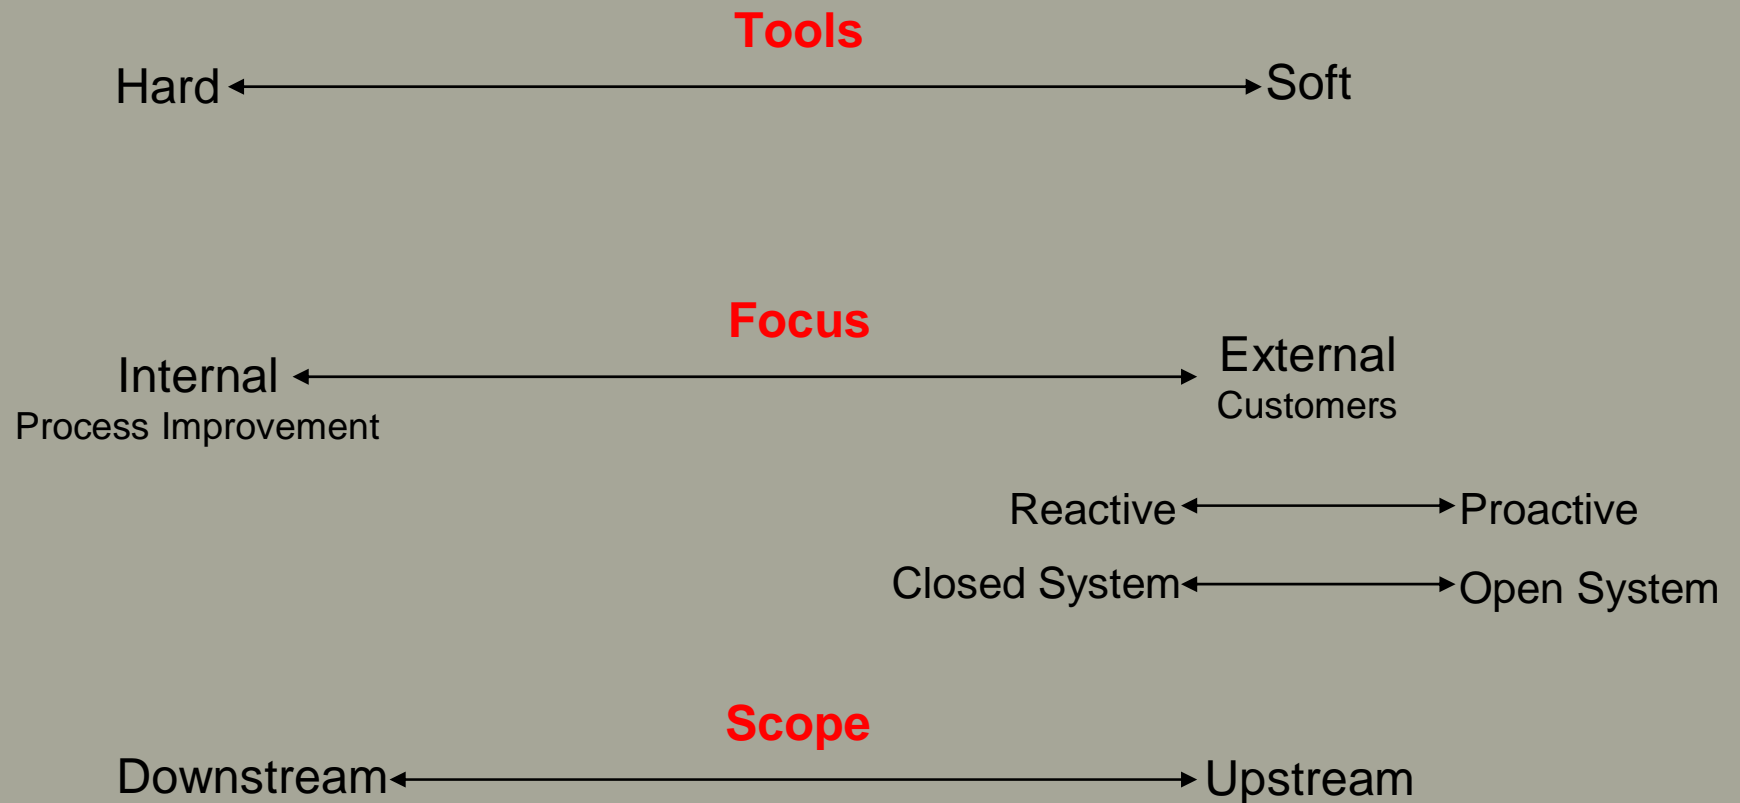 Tools
Hard Soft
Focus
Internal External
Process Improvement Customers
Reactive Proactive
Closed System Open System
Scope
Downstream Upstream